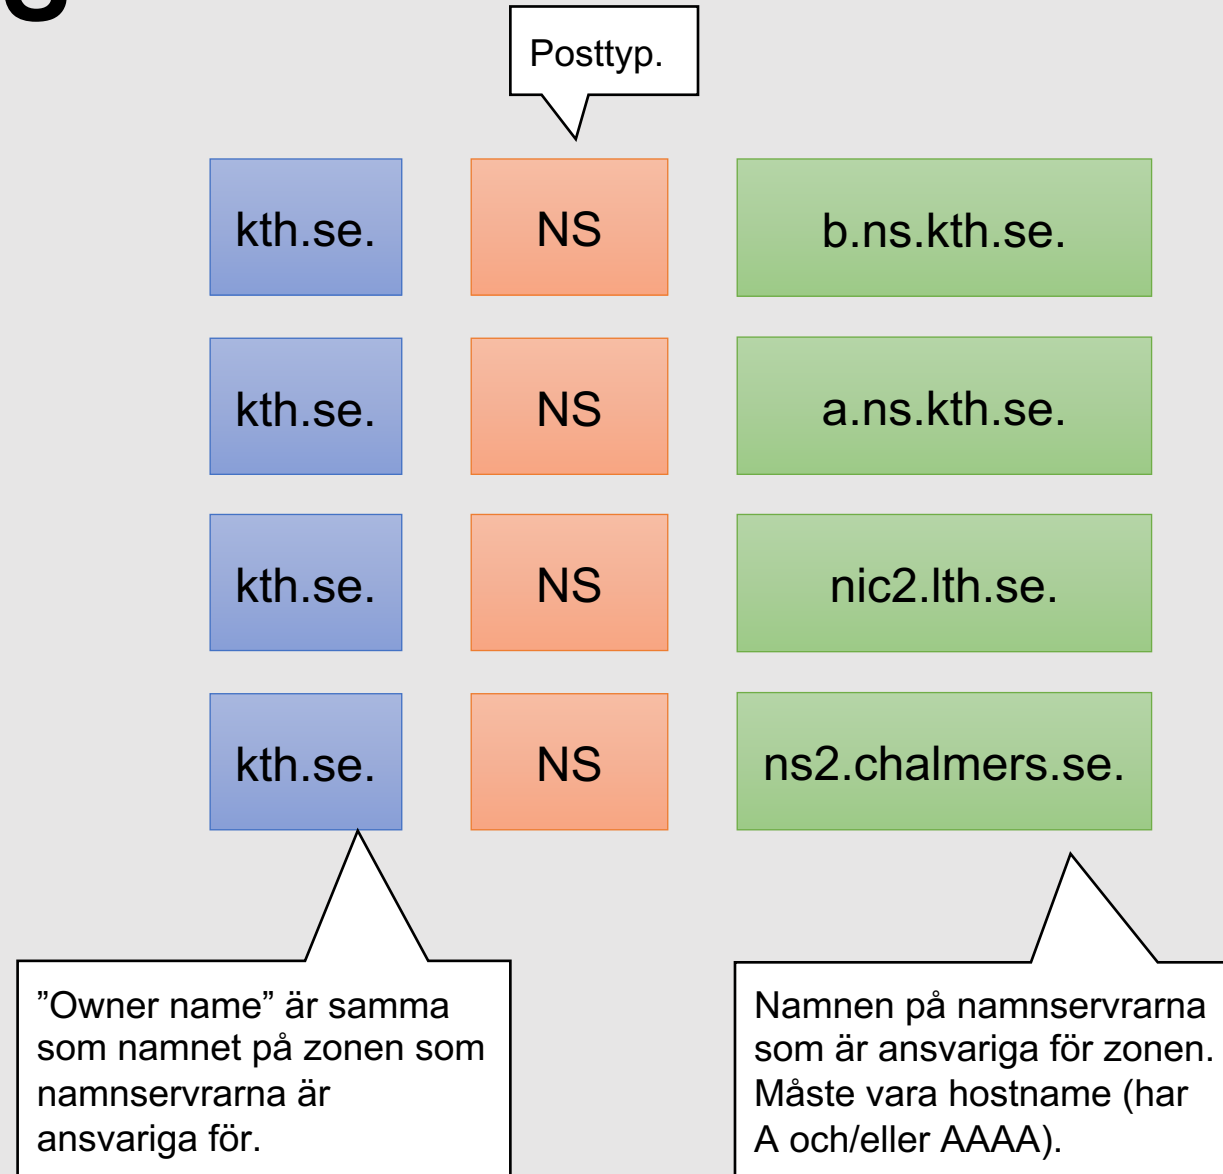 Posttyp.
kth.se. NS b.ns.kth.se.
kth.se. NS a.ns.kth.se.
kth.se. NS nic2.lth.se.
kth.se. NS ns2.chalmers.se.
”Owner name” är samma
som namnet på zonen som
namnservrarna är
ansvariga för.
Namnen på namnservrarna
som är ansvariga för zonen.
Måste vara hostname (har
A och/eller AAAA).